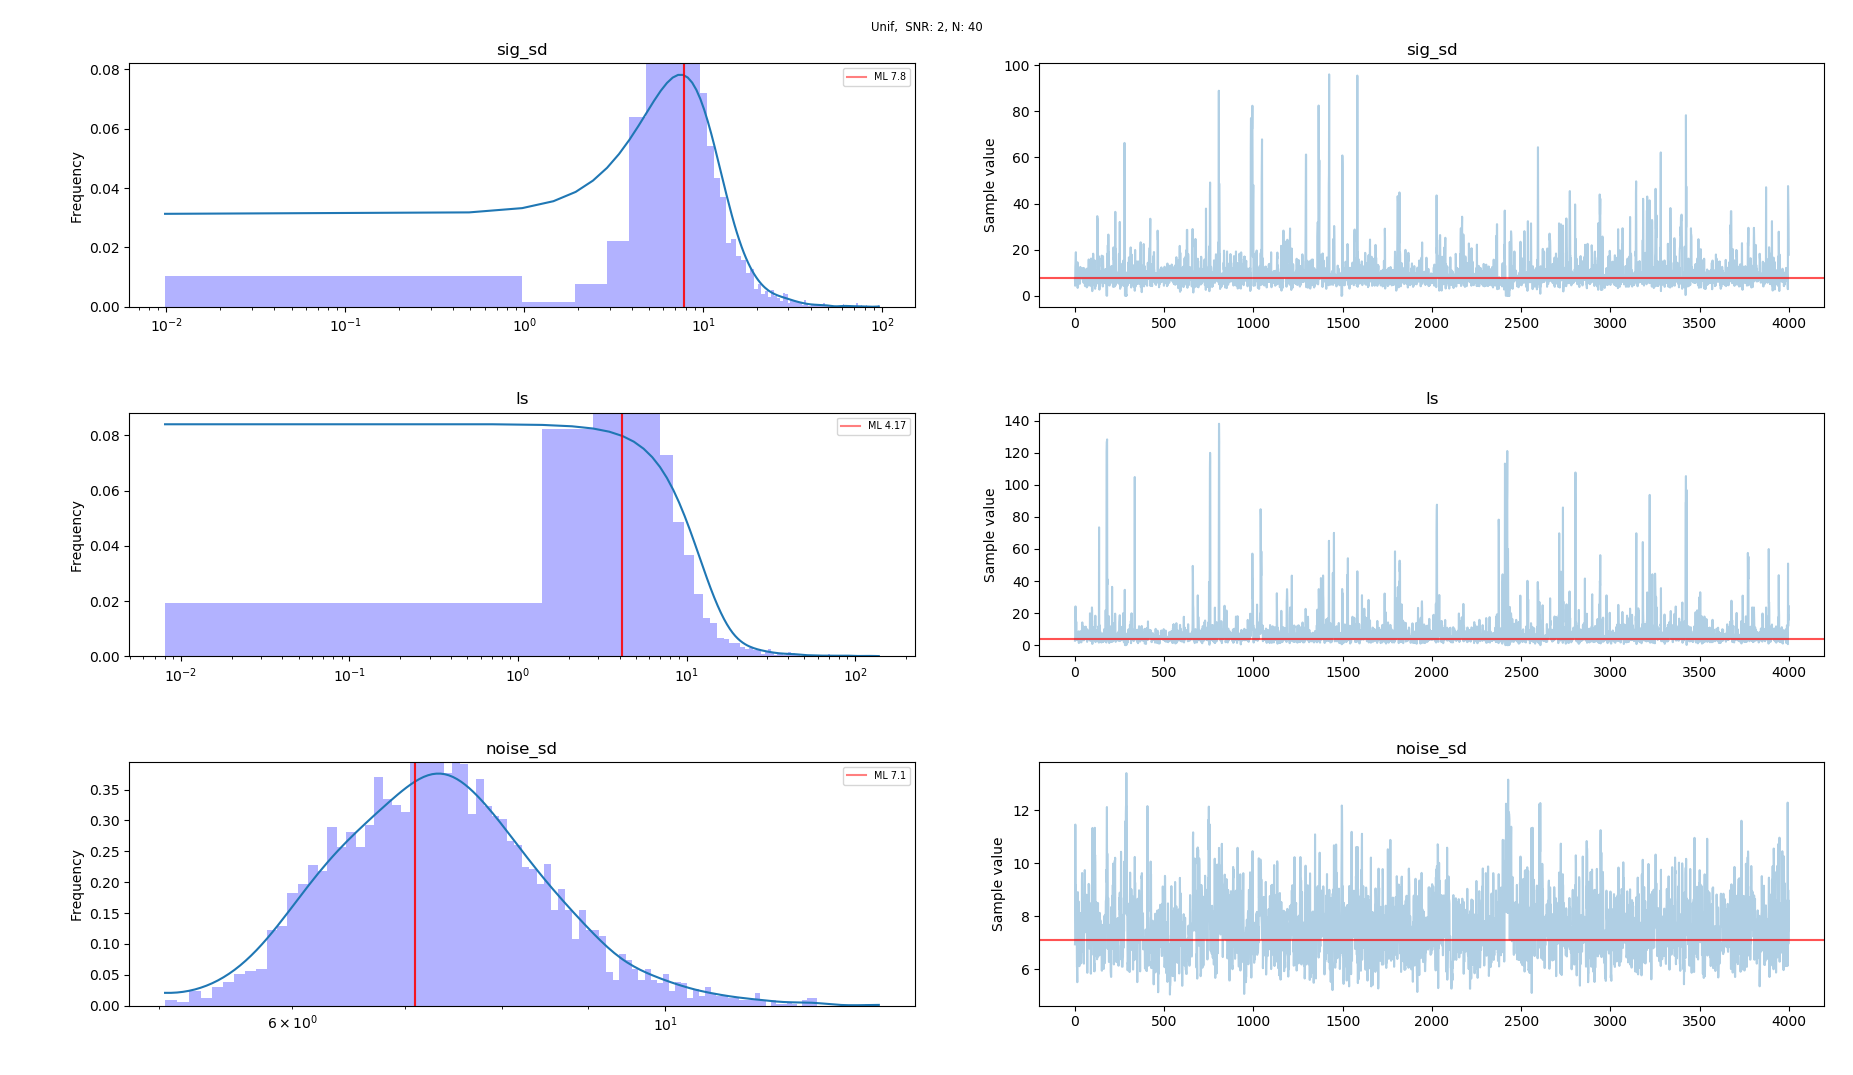 Unif,  SNR: 2, N: 40
sig_sd
Frequency
0.08
0.06
0.04
0.02
0.00
10⁻² 10⁻¹ 10⁰ 10¹ 10²
ML 7.8
sig_sd
Sample value
100
80
60
40
20
0
0 500 1000 1500 2000 2500 3000 3500 4000
ls
Frequency
0.08
0.06
0.04
0.02
0.00
10⁻² 10⁻¹ 10⁰ 10¹ 10²
ML 4.17
ls
Sample value
140
120
100
80
60
40
20
0
0 500 1000 1500 2000 2500 3000 3500 4000
noise_sd
Frequency
0.35
0.30
0.25
0.20
0.15
0.10
0.05
0.00
6 × 10⁰ 10¹
ML 7.1
noise_sd
Sample value
12
10
8
6
0 500 1000 1500 2000 2500 3000 3500 4000